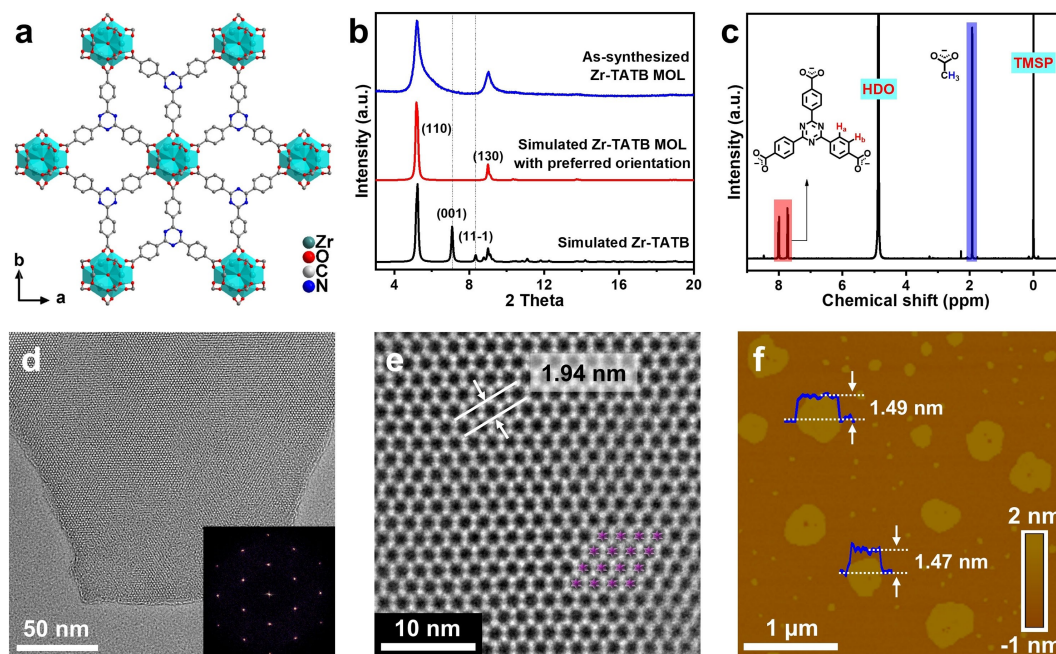 a
Zr
O
C
N
b
a
b
Intensity (a.u.)
As-synthesized
Zr-TATB MOL
(110)
(130)
Simulated Zr-TATB MOL
with preferred orientation
(001)
(11-1)
Simulated Zr-TATB
4 8 12 16 20
2 Theta
c
Intensity (a.u.)
O O
CH3
TMSP
HDO
O O
N N
N
Ha
Hb
O O
O O
8 6 4 2 0
Chemical shift (ppm)
d
50 nm
e
1.94 nm
10 nm
f
1.49 nm
1.47 nm
2 nm
-1 nm
1 μm